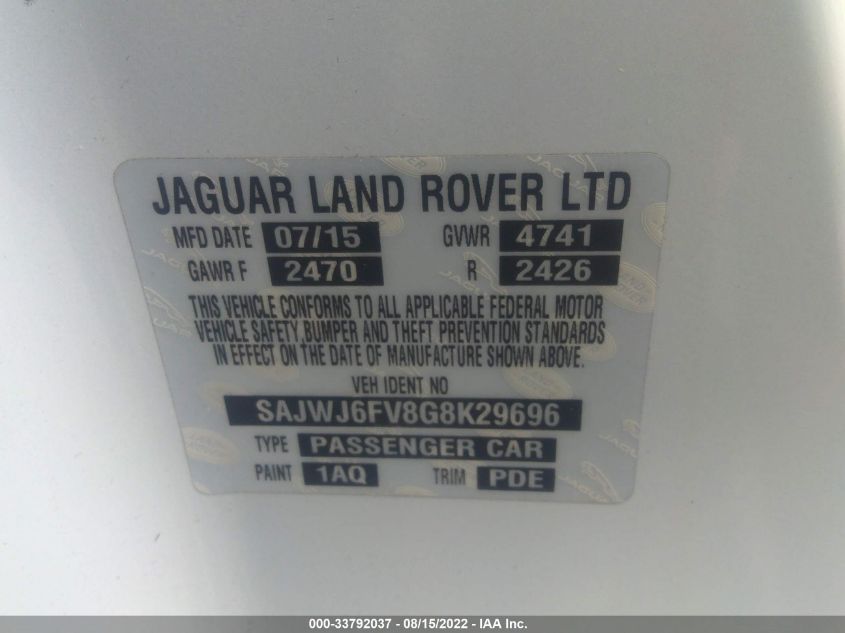 JAGUAR LAND ROVER LTD
MFD DATE 07/15 GVWR 4741
GAWR F 2470 R 2426
THIS VEHICLE CONFORMS TO ALL APPLICABLE FEDERAL MOTOR
VEHICLE SAFETY,BUMPER AND THEFT PREVENTION STANDARDS
IN EFFECT ON THE DATE OF MANUFACTURE SHOWN ABOVE.
VEH IDENT NO
SAJWJ6FV8G8K29696
TYPE PASSENGER CAR
PAINT 1AQ TRIM PDE
000-33792037 - 08/15/2022 - IAA Inc.